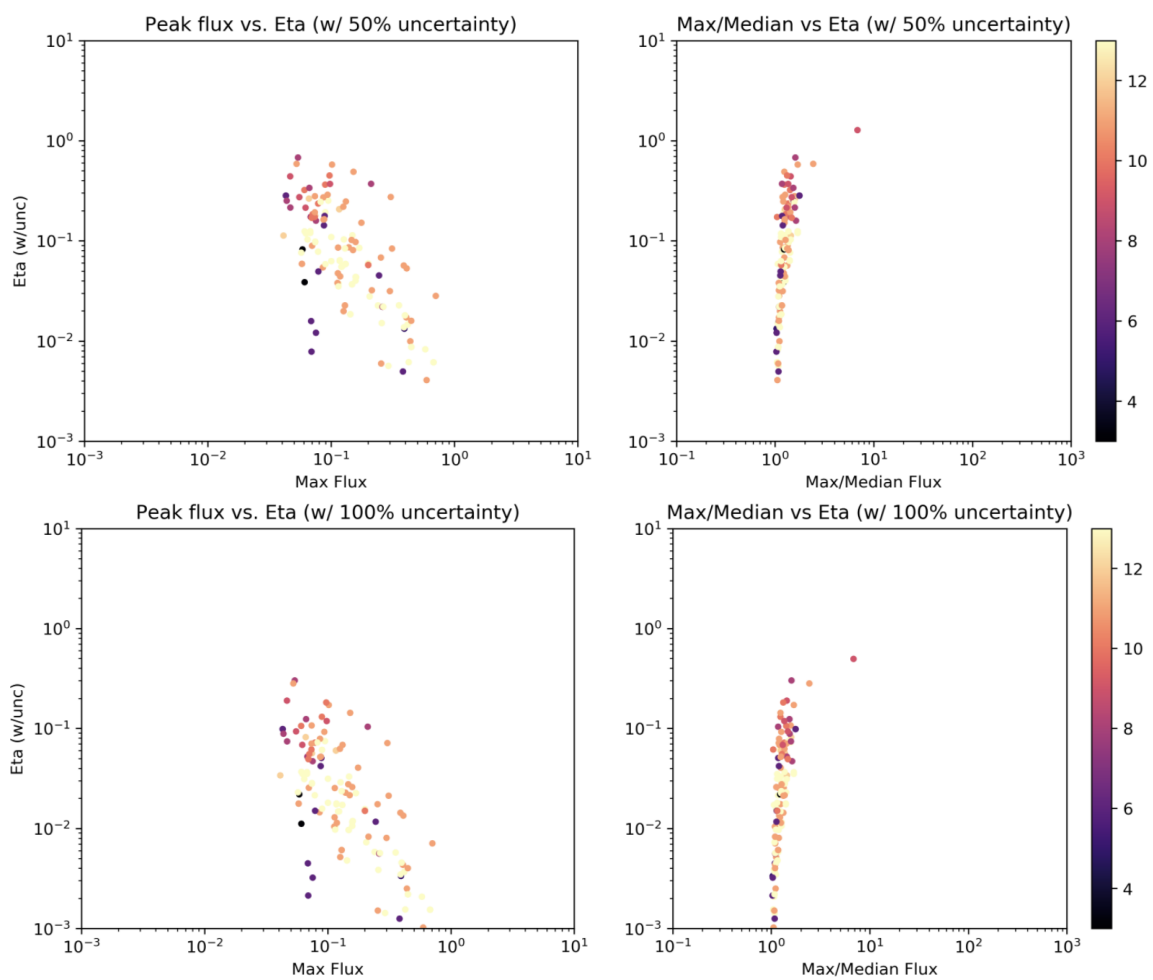 Peak flux vs. Eta (w/ 50% uncertainty)
Max/Median vs Eta (w/ 50% uncertainty)
10^1
10^0
10^-1
10^-2
10^-3
Eta (w/unc)
10^-3 10^-2 10^-1 10^0 10^1
Max Flux
10^1
10^0
10^-1
10^-2
10^-3
10^-1 10^0 10^1 10^2 10^3
Max/Median Flux
12
10
8
6
4
Peak flux vs. Eta (w/ 100% uncertainty)
Max/Median vs Eta (w/ 100% uncertainty)
10^1
10^0
10^-1
10^-2
10^-3
Eta (w/unc)
10^-3 10^-2 10^-1 10^0 10^1
Max Flux
10^1
10^0
10^-1
10^-2
10^-3
10^-1 10^0 10^1 10^2 10^3
Max/Median Flux
12
10
8
6
4